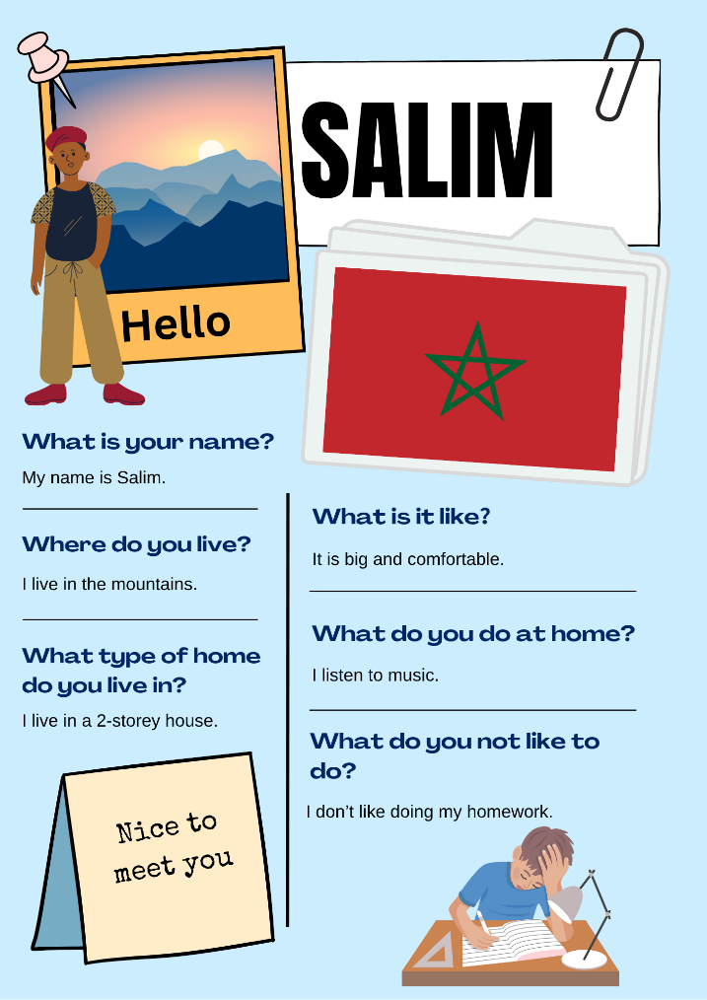 SALIM
Hello
What is your name?
My name is Salim.
Where do you live?
I live in the mountains.
What type of home
do you live in?
I live in a 2-storey house.
Nice to
meet you
What is it like?
It is big and comfortable.
What do you do at home?
I listen to music.
What do you not like to
do?
I don’t like doing my homework.